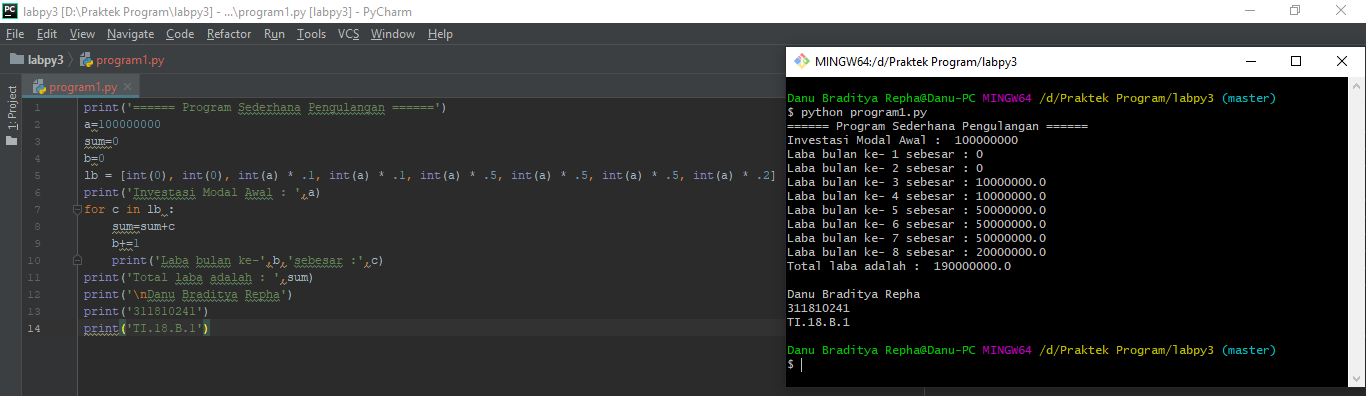 labpy3 [D:\Praktek Program\labpy3] - ...\program1.py [labpy3] - PyCharm
File Edit View Navigate Code Refactor Run Tools VCS Window Help
labpy3 program1.py
program1.py
1: Project
1 print('====== Program Sederhana Pengulangan ======')
2 a=100000000
3 sum=0
4 b=0
5 lb = [int(0), int(0), int(a) * .1, int(a) * .1, int(a) * .5, int(a) * .5, int(a) * .5, int(a) * .2]
6 print('Investasi Modal Awal : ',a)
7 for c in lb :
8 sum=sum+c
9 b+=1
10 print('Laba bulan ke-',b,'sebesar :',c)
11 print('Total laba adalah : ',sum)
12 print('\nDanu Braditya Repha')
13 print('311810241')
14 print('TI.18.B.1')
MINGW64:/d/Praktek Program/labpy3
Danu Braditya Repha@Danu-PC MINGW64 /d/Praktek Program/labpy3 (master)
$ python program1.py
====== Program Sederhana Pengulangan ======
Investasi Modal Awal :  100000000
Laba bulan ke- 1 sebesar : 0
Laba bulan ke- 2 sebesar : 0
Laba bulan ke- 3 sebesar : 10000000.0
Laba bulan ke- 4 sebesar : 10000000.0
Laba bulan ke- 5 sebesar : 50000000.0
Laba bulan ke- 6 sebesar : 50000000.0
Laba bulan ke- 7 sebesar : 50000000.0
Laba bulan ke- 8 sebesar : 20000000.0
Total laba adalah :  190000000.0
Danu Braditya Repha
311810241
TI.18.B.1
Danu Braditya Repha@Danu-PC MINGW64 /d/Praktek Program/labpy3 (master)
$